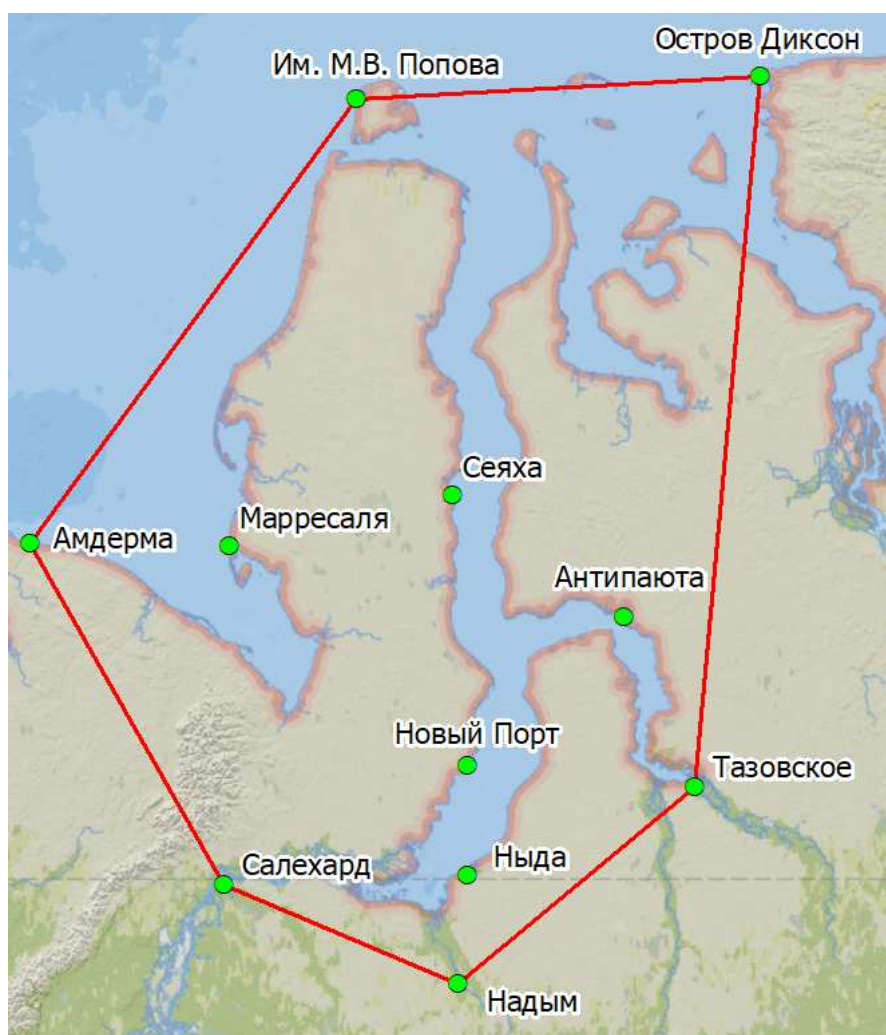 Остров Диксон
Им. М.В. Попова
Сеяха
Марресаля
Амдерма
Антипаюта
Новый Порт
Тазовское
Ныда
Салехард
Надым